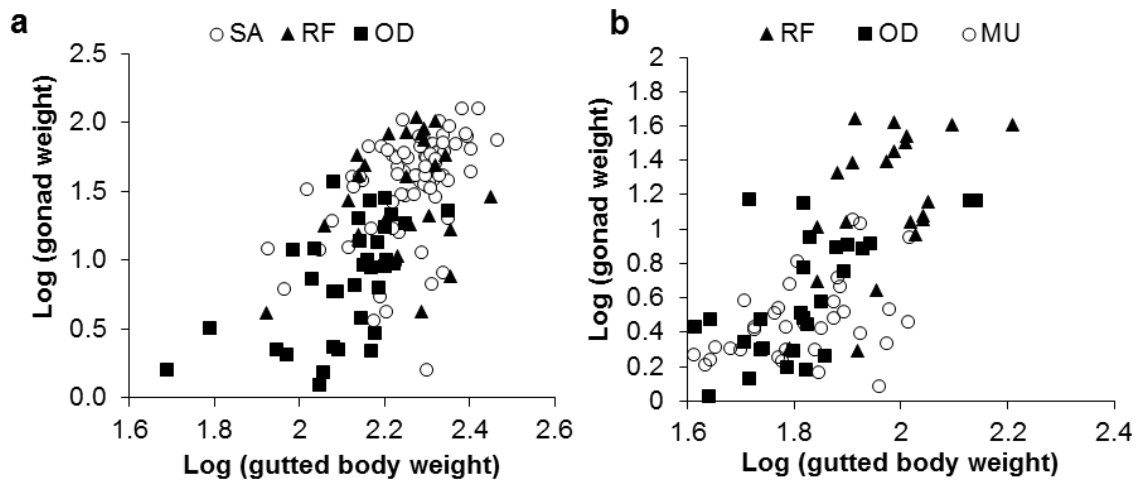 a
SA RF OD
Log (gonad weight)
2.5
2.0
1.5
1.0
0.5
0.0
1.6 1.8 2 2.2 2.4 2.6
Log (gutted body weight)
b
RF OD MU
Log (gonad weight)
2
1.8
1.6
1.4
1.2
1
0.8
0.6
0.4
0.2
0
1.6 1.8 2 2.2 2.4
Log (gutted body weight)